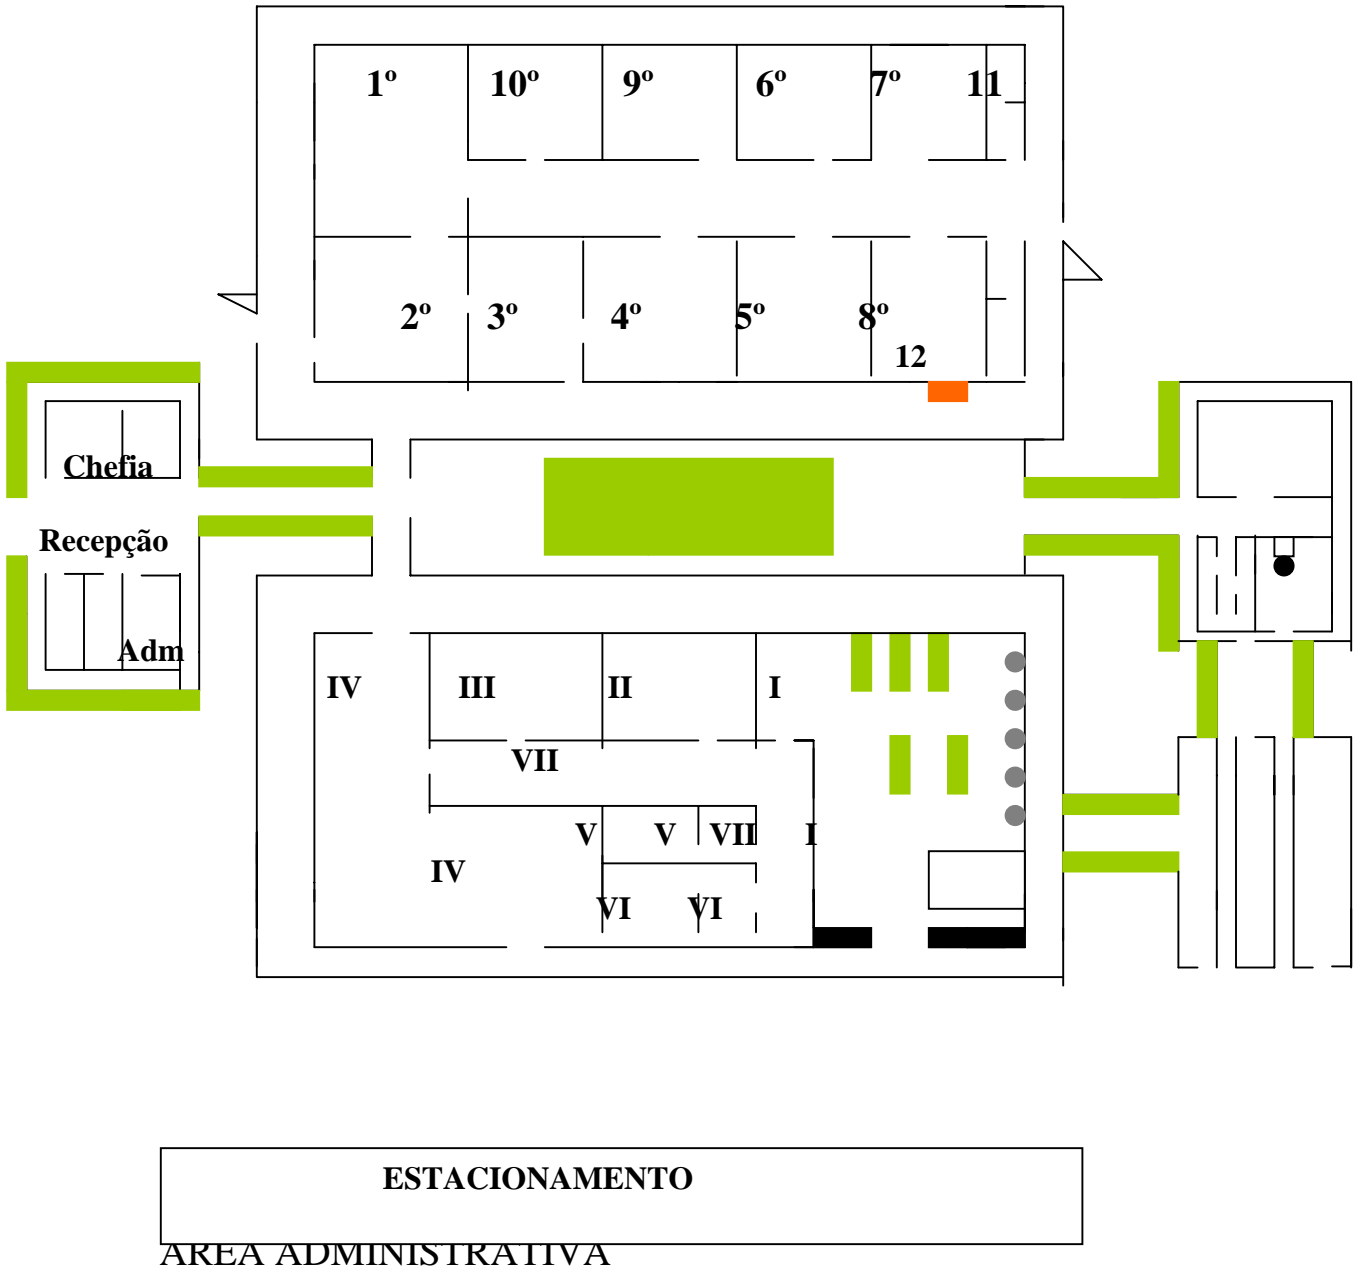 1º 10º 9º 6º 7º 11
2º 3º 4º 5º 8º
12
Chefia
Recepção
Adm
IV III II I
VII
V V VII I
IV
VI VI
ESTACIONAMENTO
ÁREA ADMINISTRATIVA